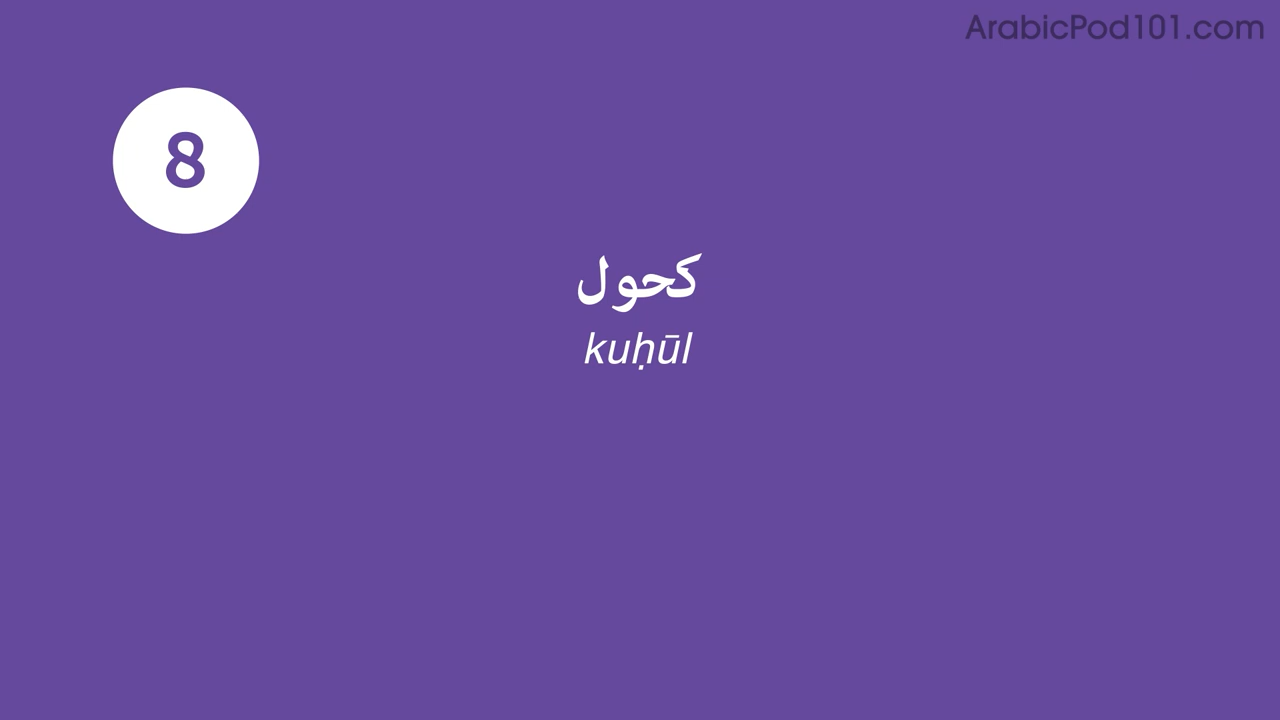 ArabicPod101.com
8
كحول
kuḥūl